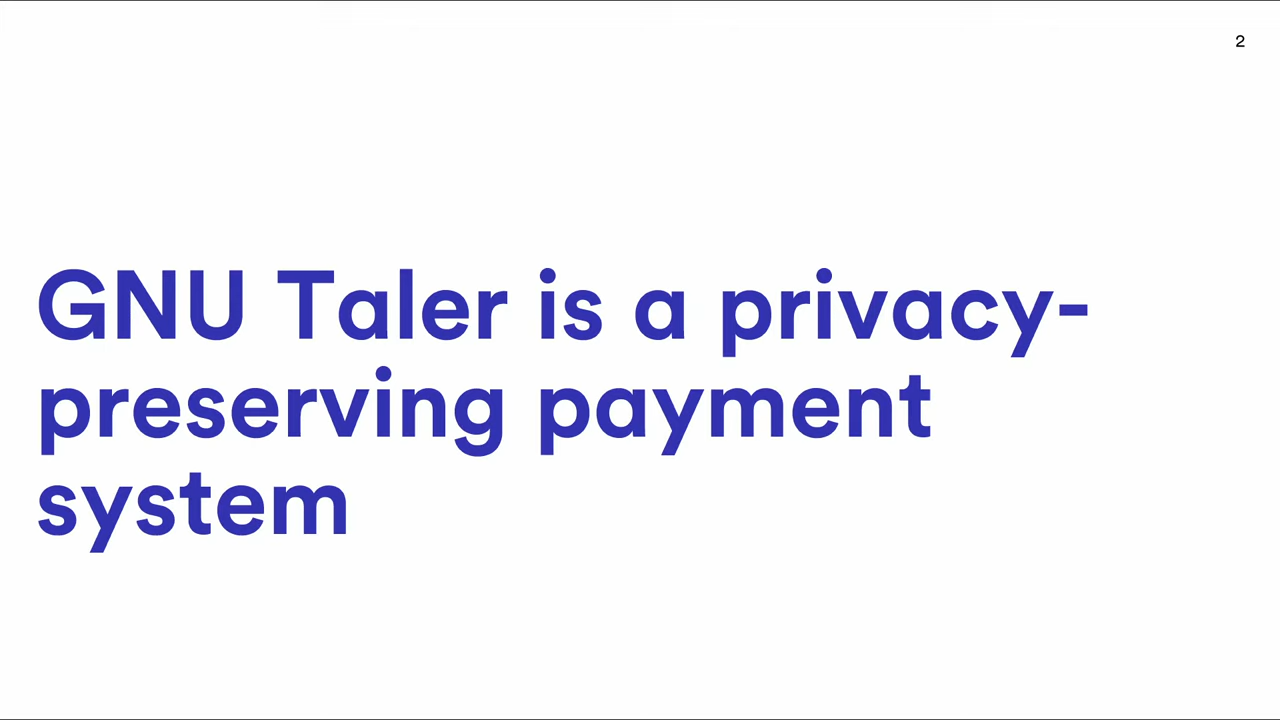 2
GNU Taler is a privacy-
preserving payment
system